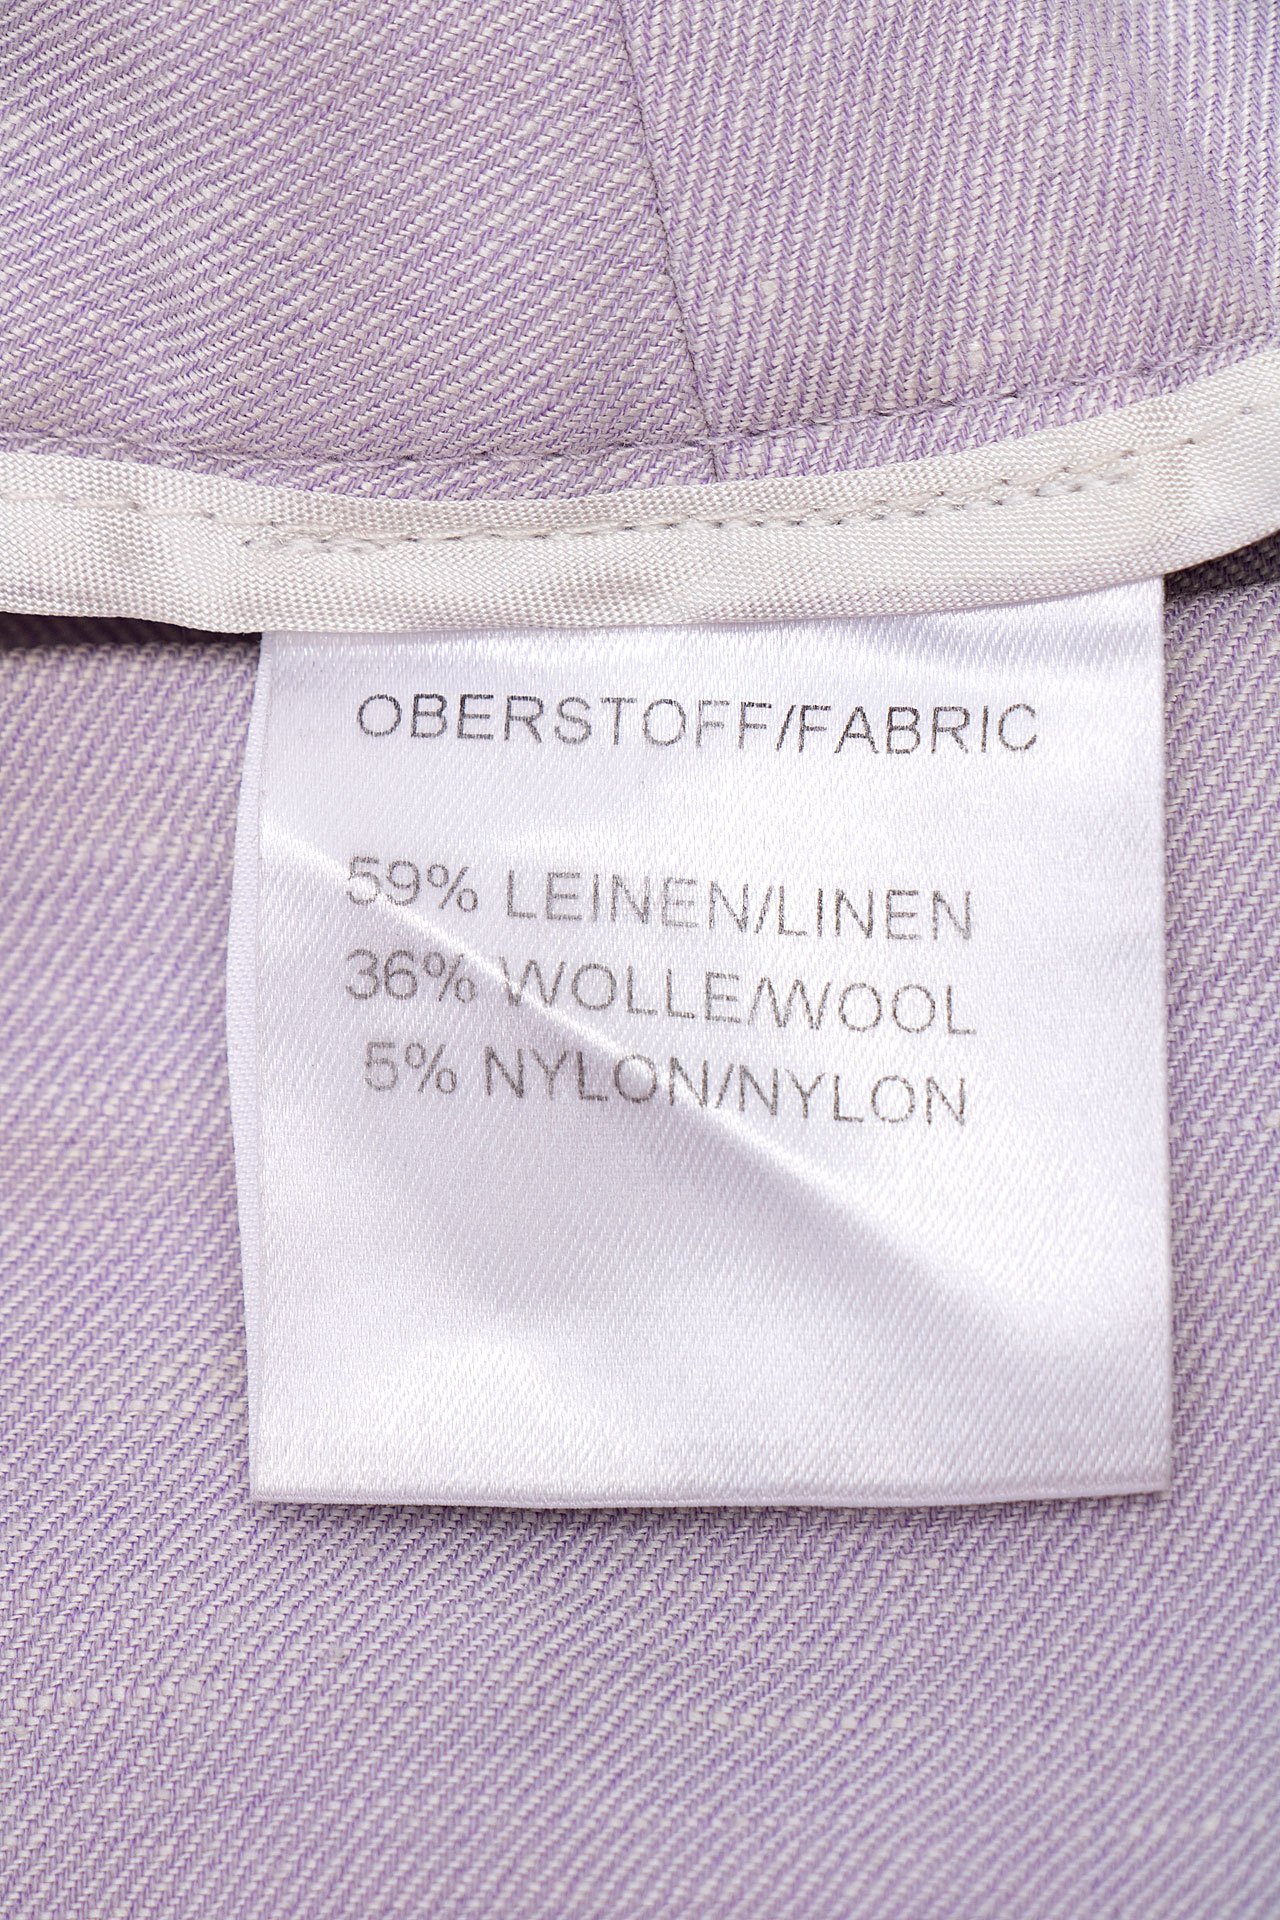 OBERSTOFF/FABRIC
59% LEINEN/LINEN
36% WOLLE/WOOL
5% NYLON/NYLON